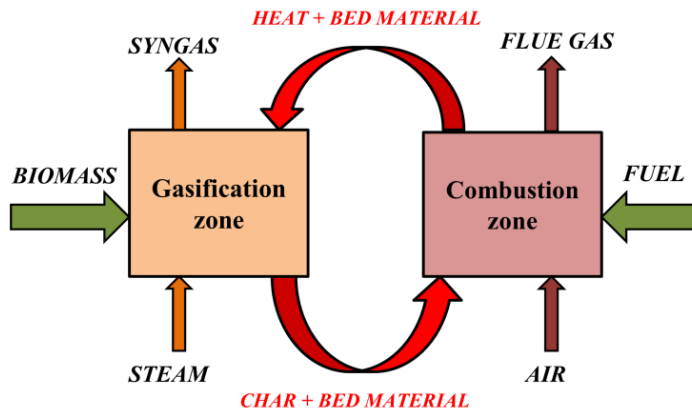 HEAT + BED MATERIAL
SYNGAS
FLUE GAS
BIOMASS
Gasification
zone
Combustion
zone
FUEL
STEAM
AIR
CHAR + BED MATERIAL